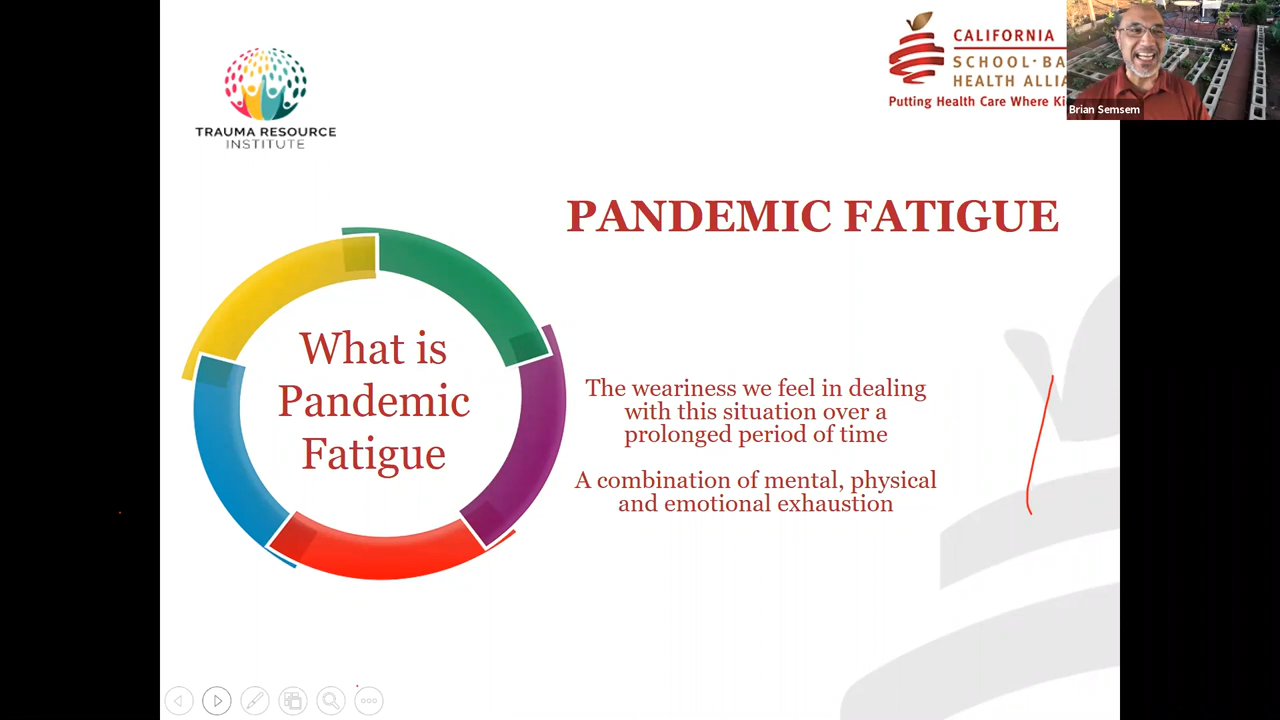 TRAUMA RESOURCE
INSTITUTE
CALIFORNIA
SCHOOL·BA
HEALTH ALLIA
Putting Health Care Where Ki
Brian Semsem
PANDEMIC FATIGUE
What is
Pandemic
Fatigue
The weariness we feel in dealing
with this situation over a
prolonged period of time
A combination of mental, physical
and emotional exhaustion